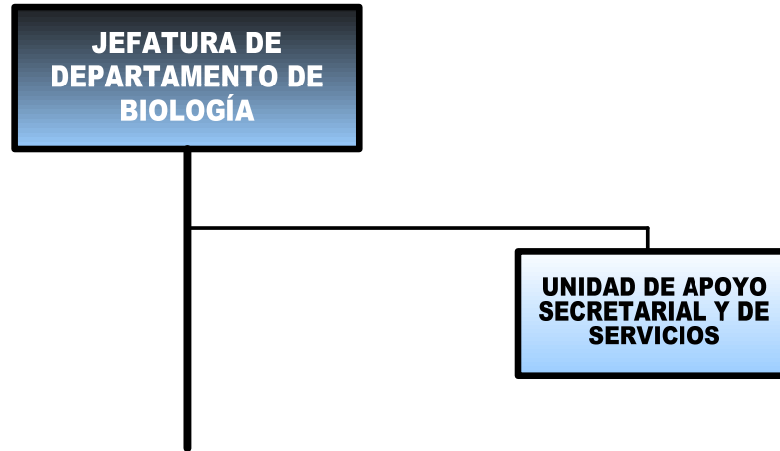 JEFATURA DE
DEPARTAMENTO DE
BIOLOGÍA
UNIDAD DE APOYO
SECRETARIAL Y DE
SERVICIOS